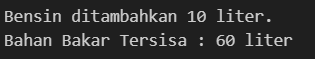 Bensin ditambahkan 10 liter.
Bahan Bakar Tersisa : 60 liter